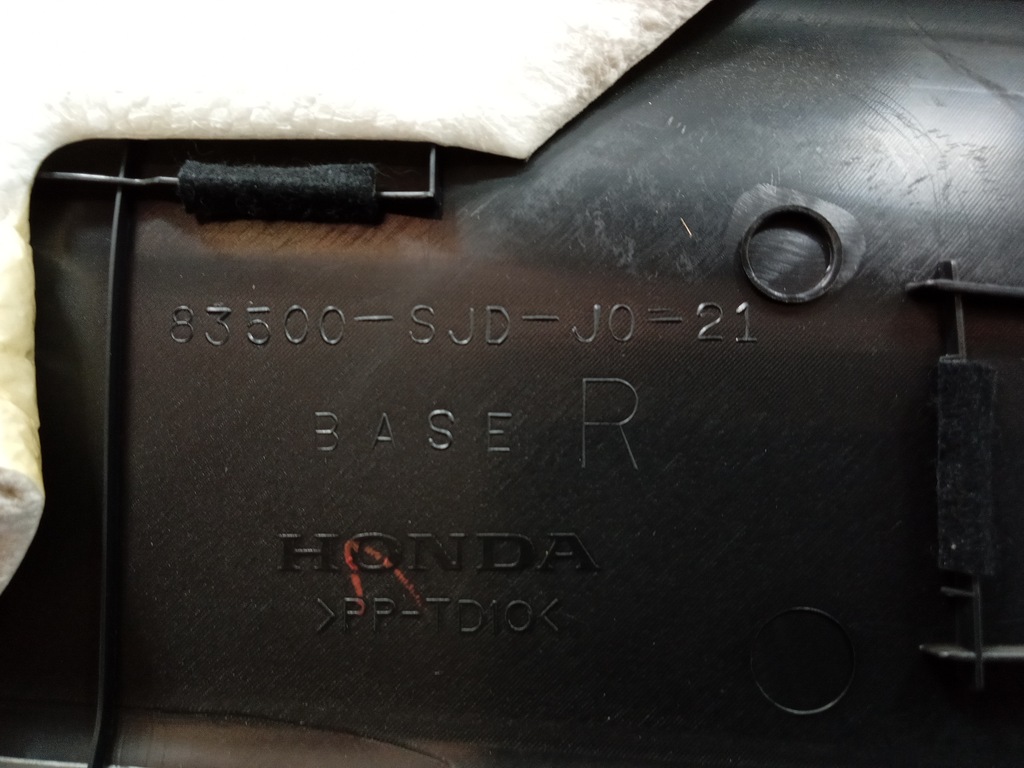 83500-SJD-J0-21
BASE R
HONDA
>PP-TD10<